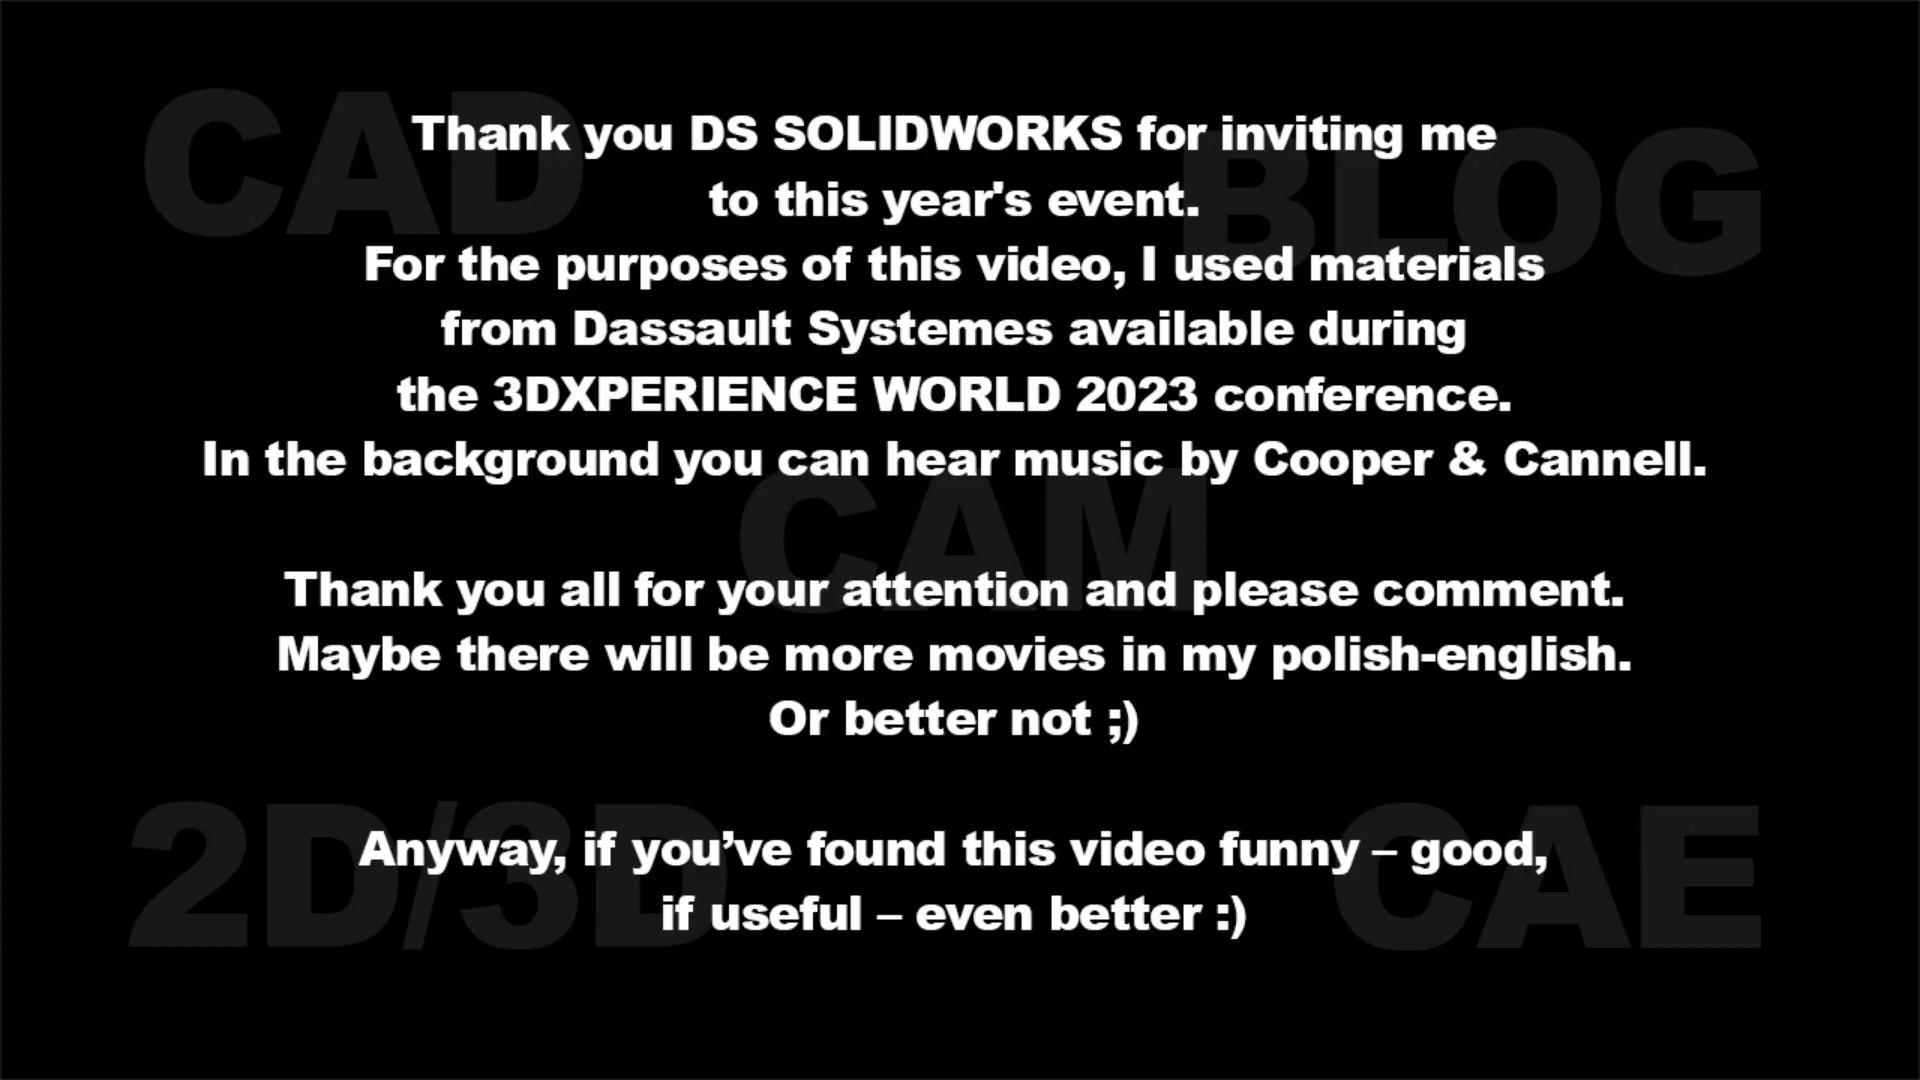 CAD
BLOG
Thank you DS SOLIDWORKS for inviting me
to this year's event.
For the purposes of this video, I used materials
from Dassault Systemes available during
the 3DXPERIENCE WORLD 2023 conference.
In the background you can hear music by Cooper & Cannell.
CAM
Thank you all for your attention and please comment.
Maybe there will be more movies in my polish-english.
Or better not ;)
2D/3D
CAE
Anyway, if you’ve found this video funny – good,
if useful – even better :)